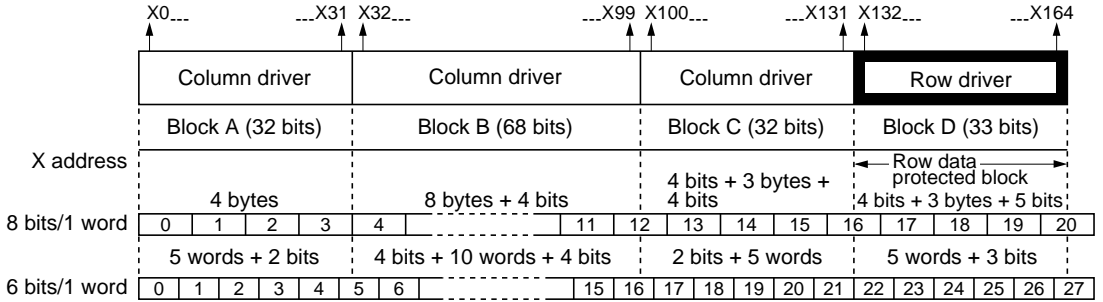 X0--- ---X31 X32--- ---X99 X100--- ---X131 X132--- ---X164
Column driver Column driver Column driver Row driver
Block A (32 bits) Block B (68 bits) Block C (32 bits) Block D (33 bits)
X address
Row data protected block
4 bytes 8 bytes + 4 bits 4 bits + 3 bytes + 4 bits 4 bits + 3 bytes + 5 bits
8 bits/1 word 0 1 2 3 4 11 12 13 14 15 16 17 18 19 20
5 words + 2 bits 4 bits + 10 words + 4 bits 2 bits + 5 words 5 words + 3 bits
6 bits/1 word 0 1 2 3 4 5 6 15 16 17 18 19 20 21 22 23 24 25 26 27